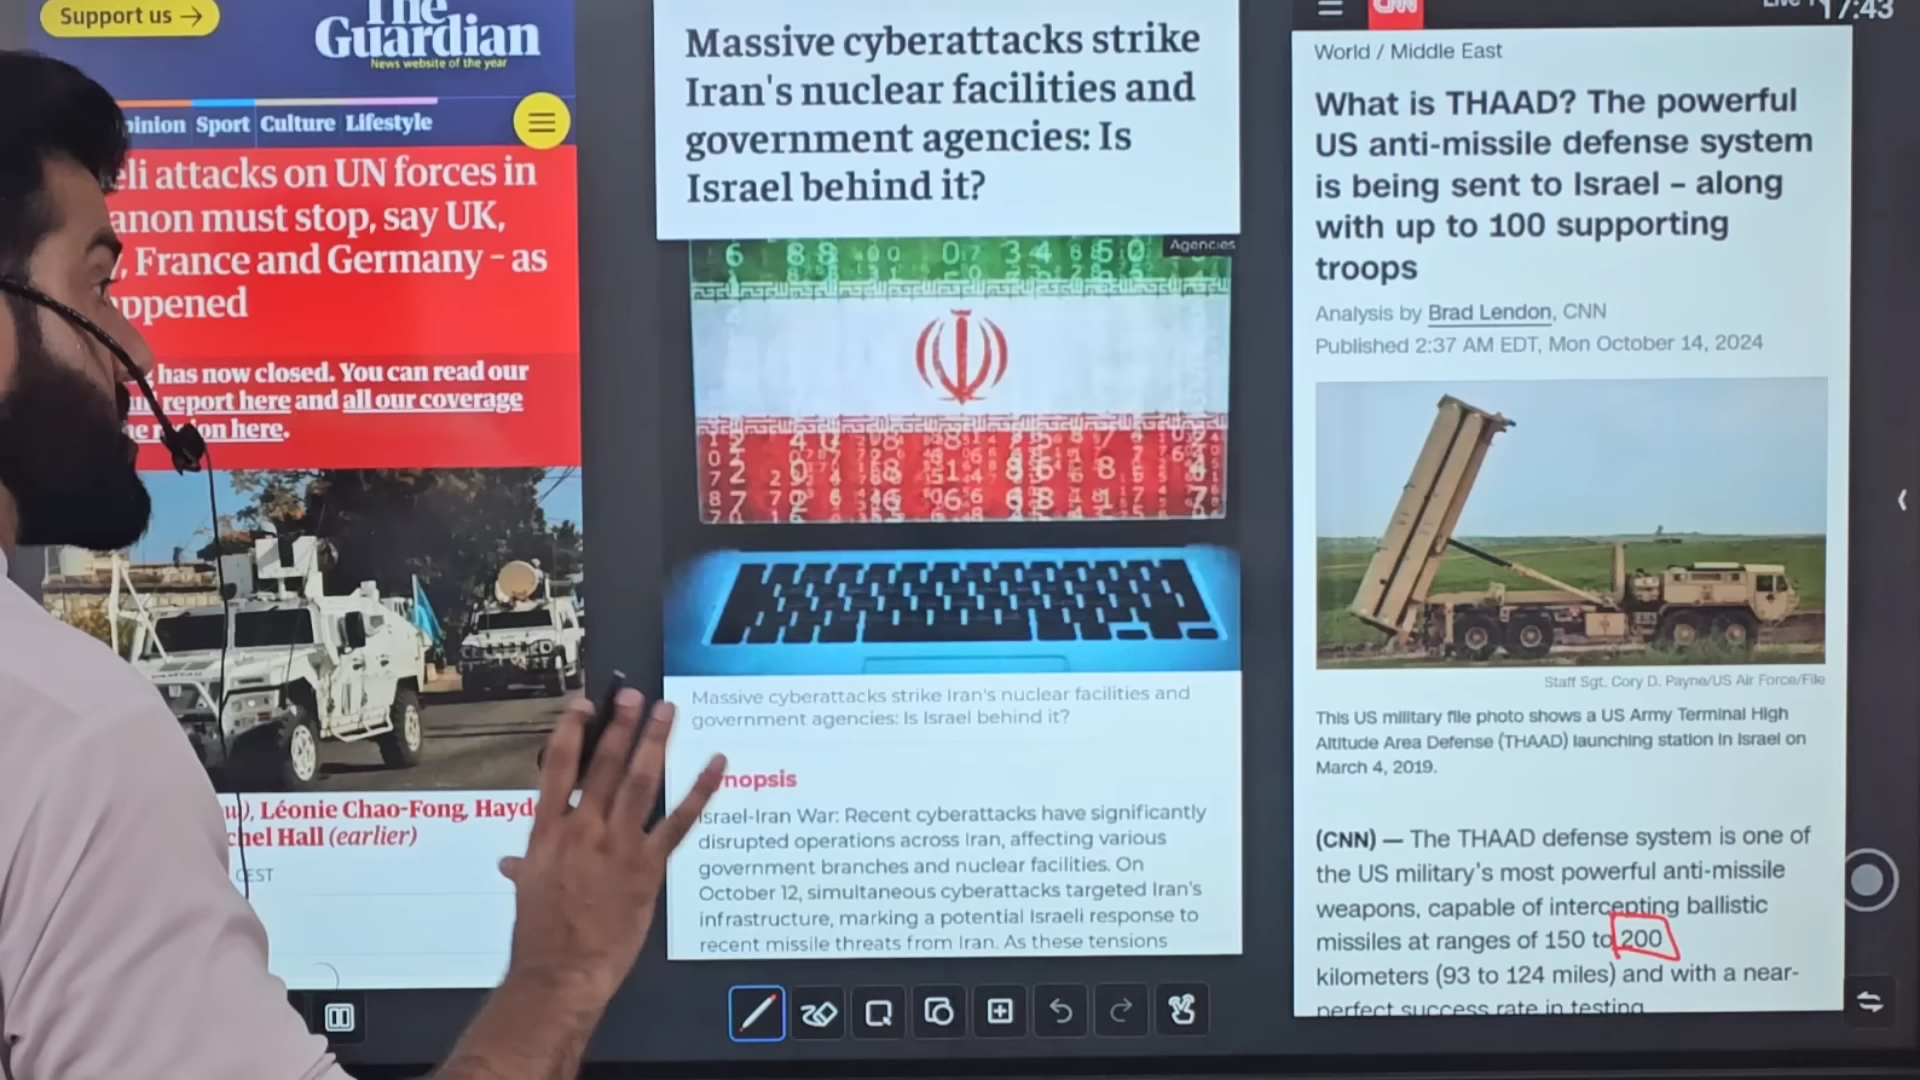 Support us →
The
Guardian
News website of the year
inion Sport Culture Lifestyle
eli attacks on UN forces in
anon must stop, say UK,
, France and Germany – as
ppened
has now closed. You can read our
report here and all our coverage
on here.
Léonie Chao-Fong, Hayd
chel Hall (earlier)
CEST
Massive cyberattacks strike
Iran's nuclear facilities and
government agencies: Is
Israel behind it?
Agencies
Massive cyberattacks strike Iran's nuclear facilities and
government agencies: Is Israel behind it?
nopsis
Israel-Iran War: Recent cyberattacks have significantly
disrupted operations across Iran, affecting various
government branches and nuclear facilities. On
October 12, simultaneous cyberattacks targeted Iran's
infrastructure, marking a potential Israeli response to
recent missile threats from Iran. As these tensions
CNN
17:43
World / Middle East
What is THAAD? The powerful
US anti-missile defense system
is being sent to Israel – along
with up to 100 supporting
troops
Analysis by Brad Lendon, CNN
Published 2:37 AM EDT, Mon October 14, 2024
Staff Sgt. Cory D. Payne/US Air Force/File
This US military file photo shows a US Army Terminal High
Altitude Area Defense (THAAD) launching station in Israel on
March 4, 2019.
(CNN) — The THAAD defense system is one of
the US military's most powerful anti-missile
weapons, capable of intercepting ballistic
missiles at ranges of 150 to 200
kilometers (93 to 124 miles) and with a near-
perfect success rate in testing